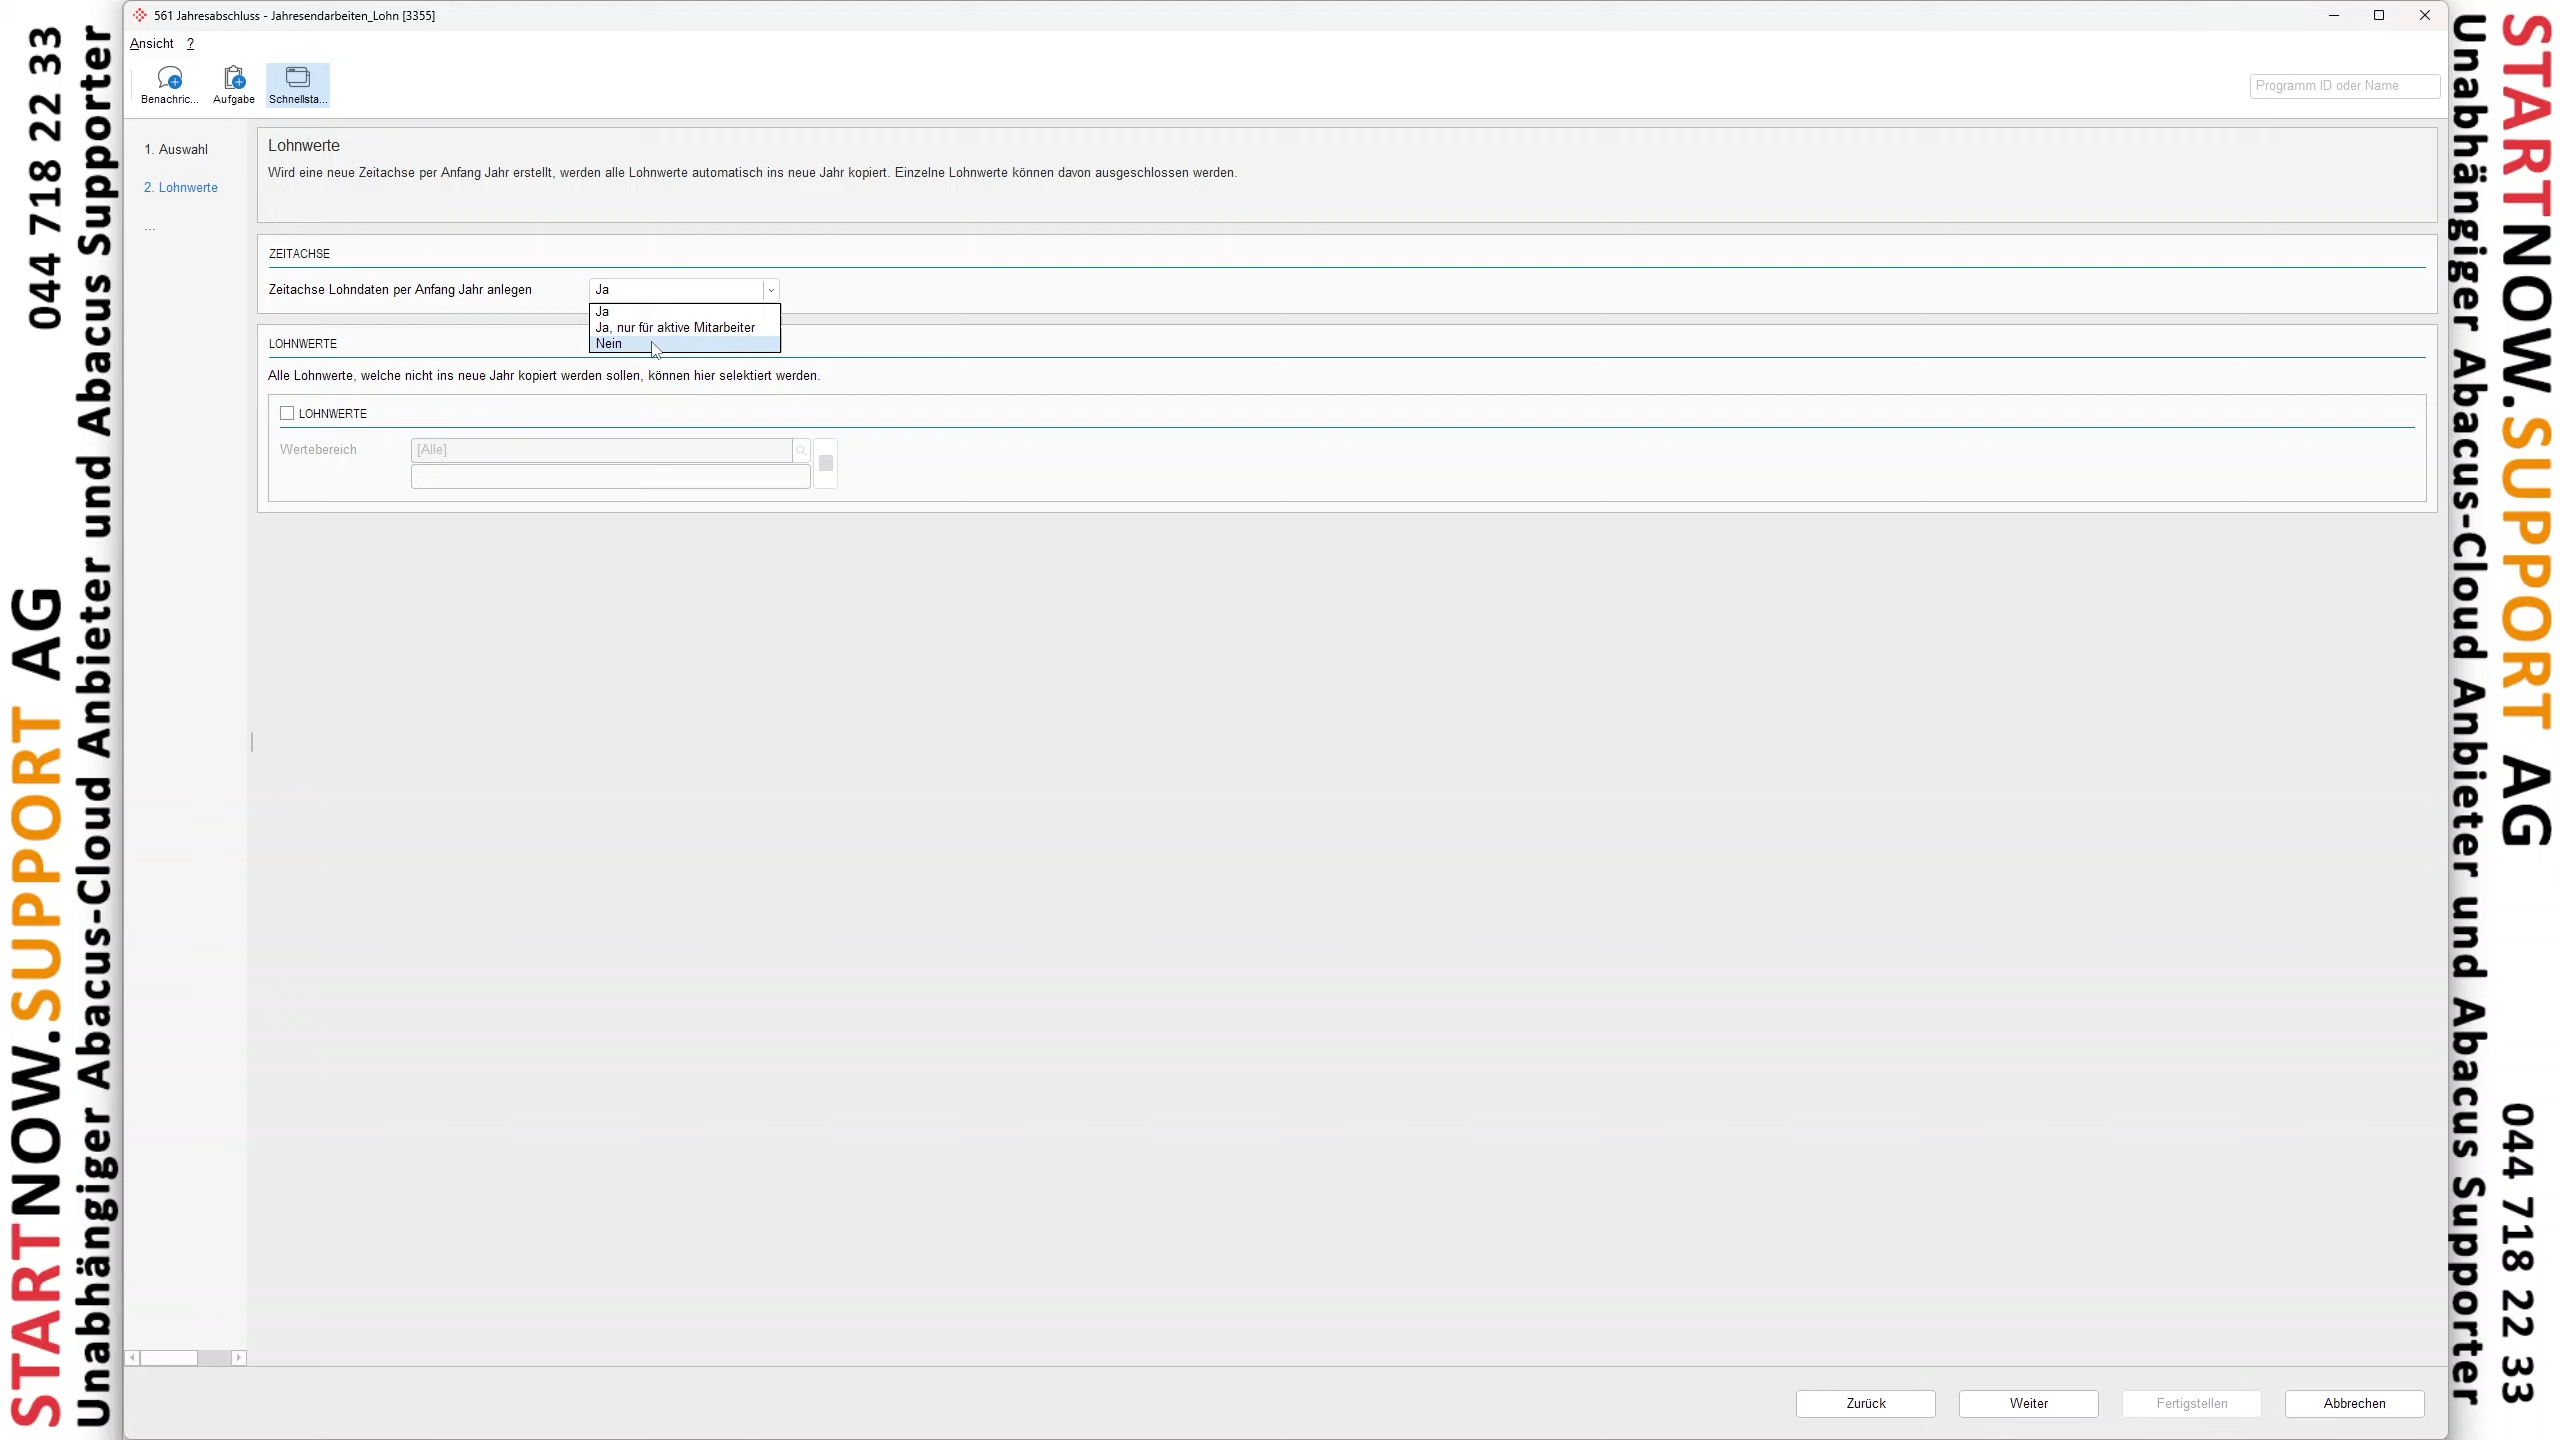 STARTNOW.SUPPORT AG
044 718 22 33
Unabhängiger Abacus-Cloud Anbieter und Abacus Supporter
561 Jahresabschluss - Jahresendarbeiten_Lohn [3355]
Ansicht ?
Benachric... Aufgabe Schnellsta...
Programm ID oder Name
1. Auswahl
2. Lohnwerte
...
Lohnwerte
Wird eine neue Zeitachse per Anfang Jahr erstellt, werden alle Lohnwerte automatisch ins neue Jahr kopiert. Einzelne Lohnwerte können davon ausgeschlossen werden.
ZEITACHSE
Zeitachse Lohndaten per Anfang Jahr anlegen Ja
Ja
Ja, nur für aktive Mitarbeiter
Nein
LOHNWERTE
Alle Lohnwerte, welche nicht ins neue Jahr kopiert werden sollen, können hier selektiert werden.
LOHNWERTE
Wertebereich [Alle]
Zurück Weiter Fertigstellen Abbrechen
STARTNOW.SUPPORT AG
044 718 22 33
Unabhängiger Abacus-Cloud Anbieter und Abacus Supporter